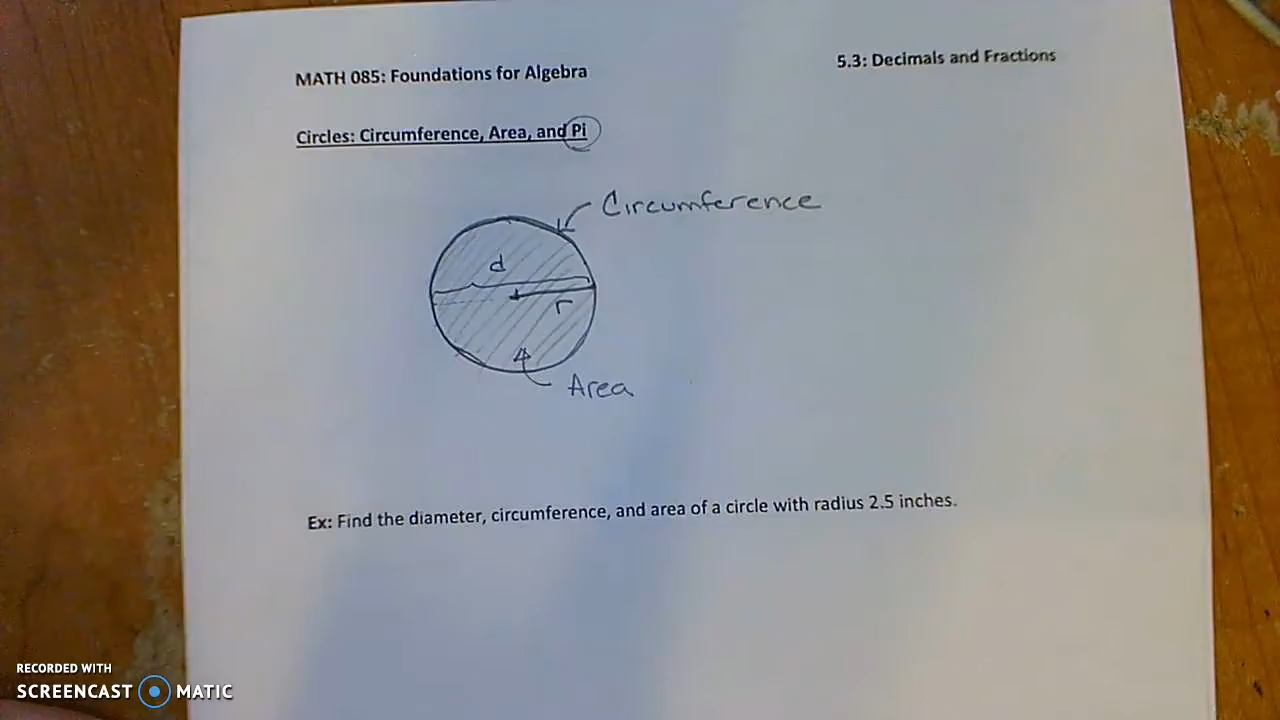 MATH 085: Foundations for Algebra
5.3: Decimals and Fractions
Circles: Circumference, Area, and Pi
Circumference
d
r
Area
Ex: Find the diameter, circumference, and area of a circle with radius 2.5 inches.
RECORDED WITH
SCREENCAST MATIC